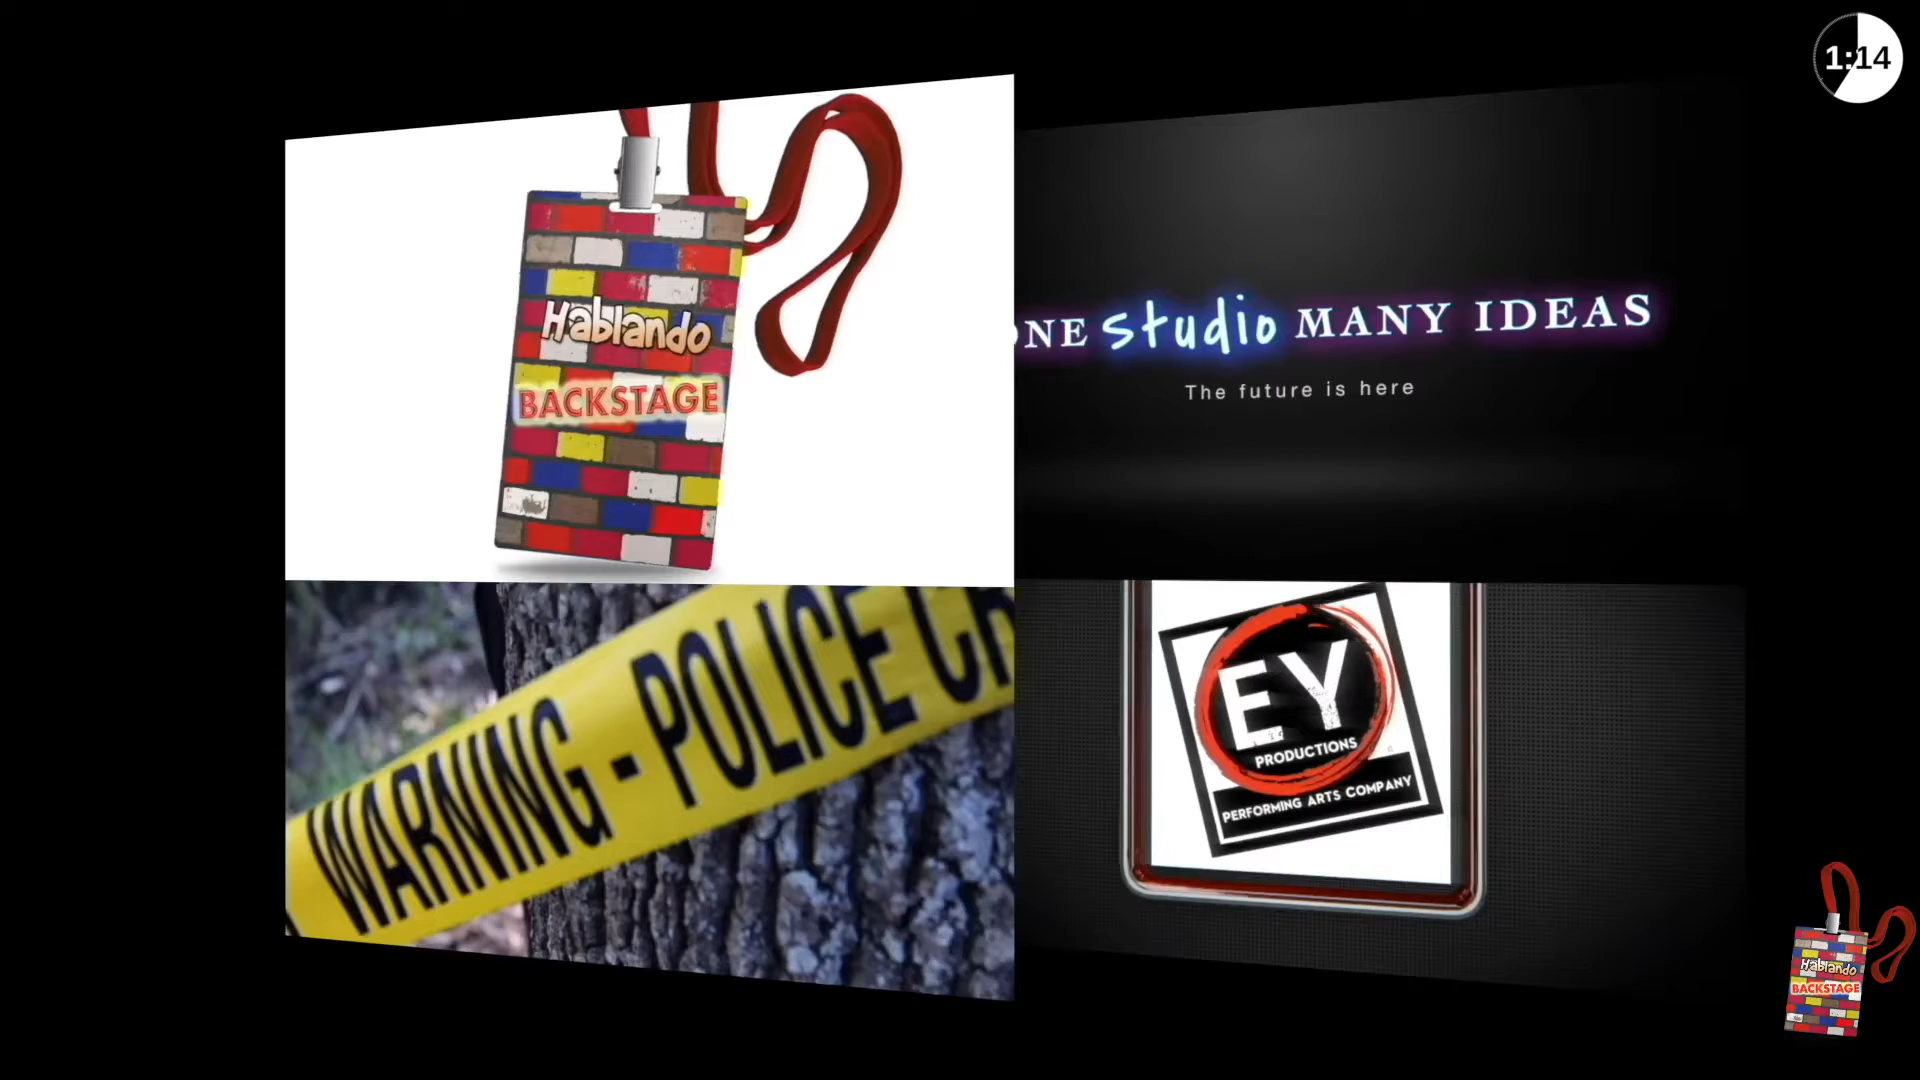 1:14
Hablando
BACKSTAGE
ONE studio MANY IDEAS
The future is here
WARNING - POLICE
EY
PRODUCTIONS
PERFORMING ARTS COMPANY
Hablando
BACKSTAGE